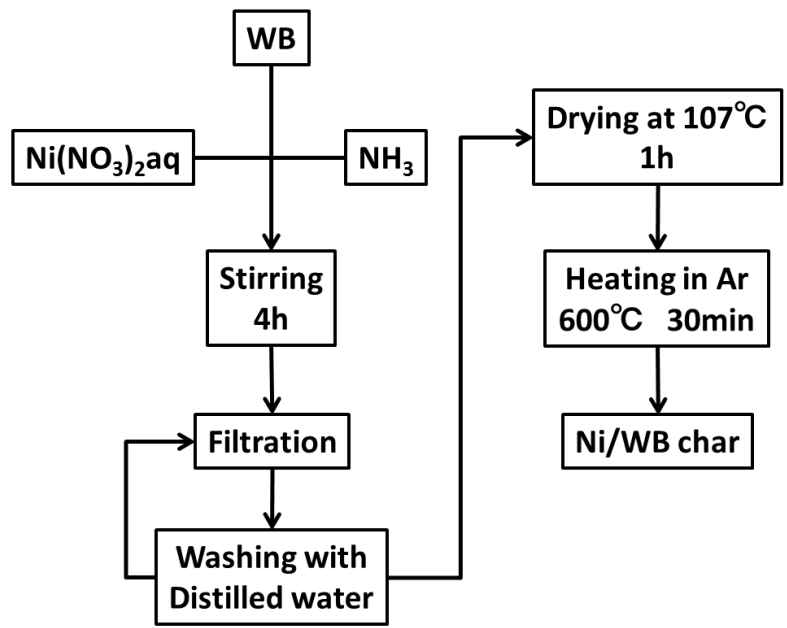 WB
Ni(NO₃)₂aq
NH₃
Stirring
4h
Filtration
Washing with
Distilled water
Drying at 107℃
1h
Heating in Ar
600℃ 30min
Ni/WB char